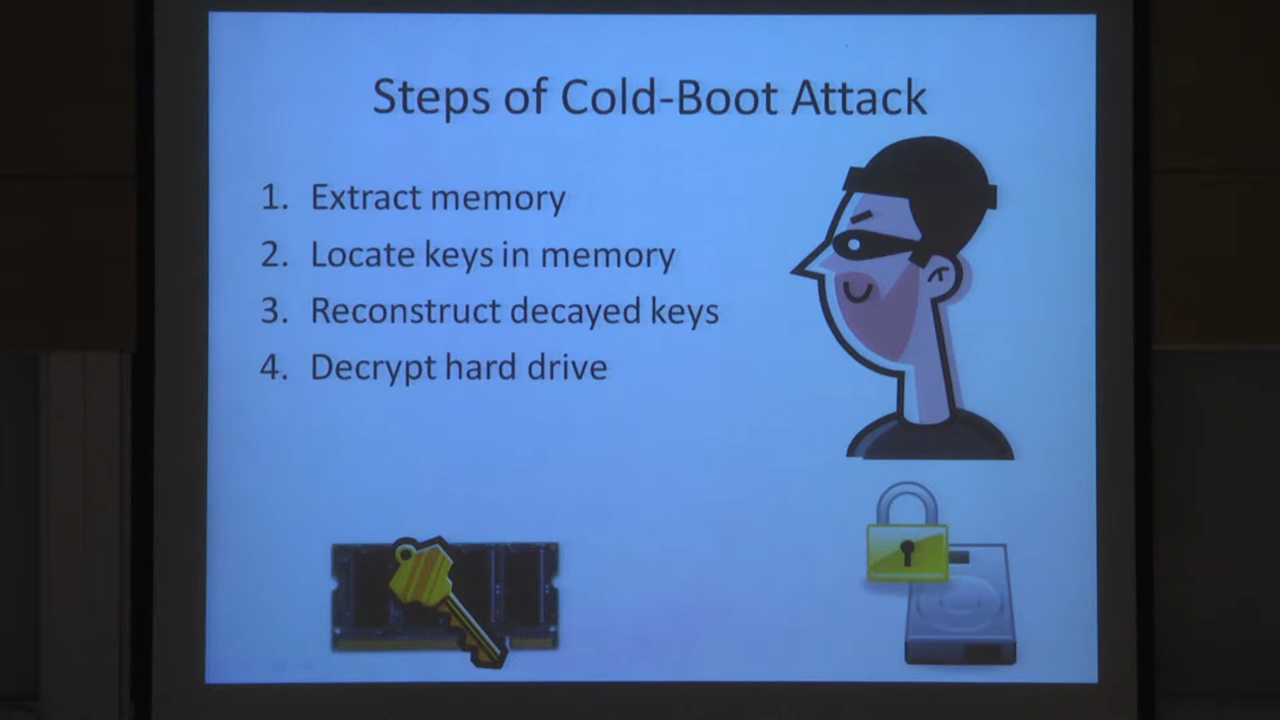 Steps of Cold-Boot Attack
1. Extract memory
2. Locate keys in memory
3. Reconstruct decayed keys
4. Decrypt hard drive